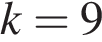 k = 9